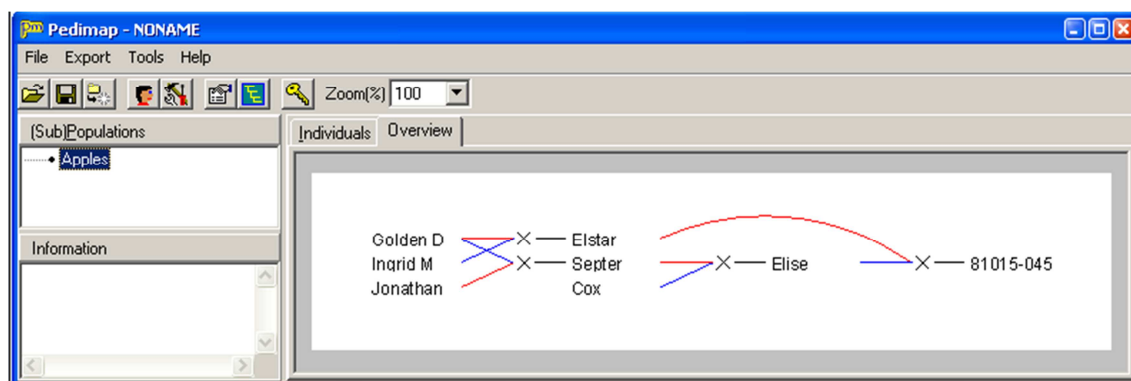 Pedimap - NONAME
File Export Tools Help
Zoom(%) 100
(Sub)Populations
Apples
Information
Individuals Overview
Golden D × Elstar
Ingrid M × Septer × Elise × 81015-045
Jonathan Cox